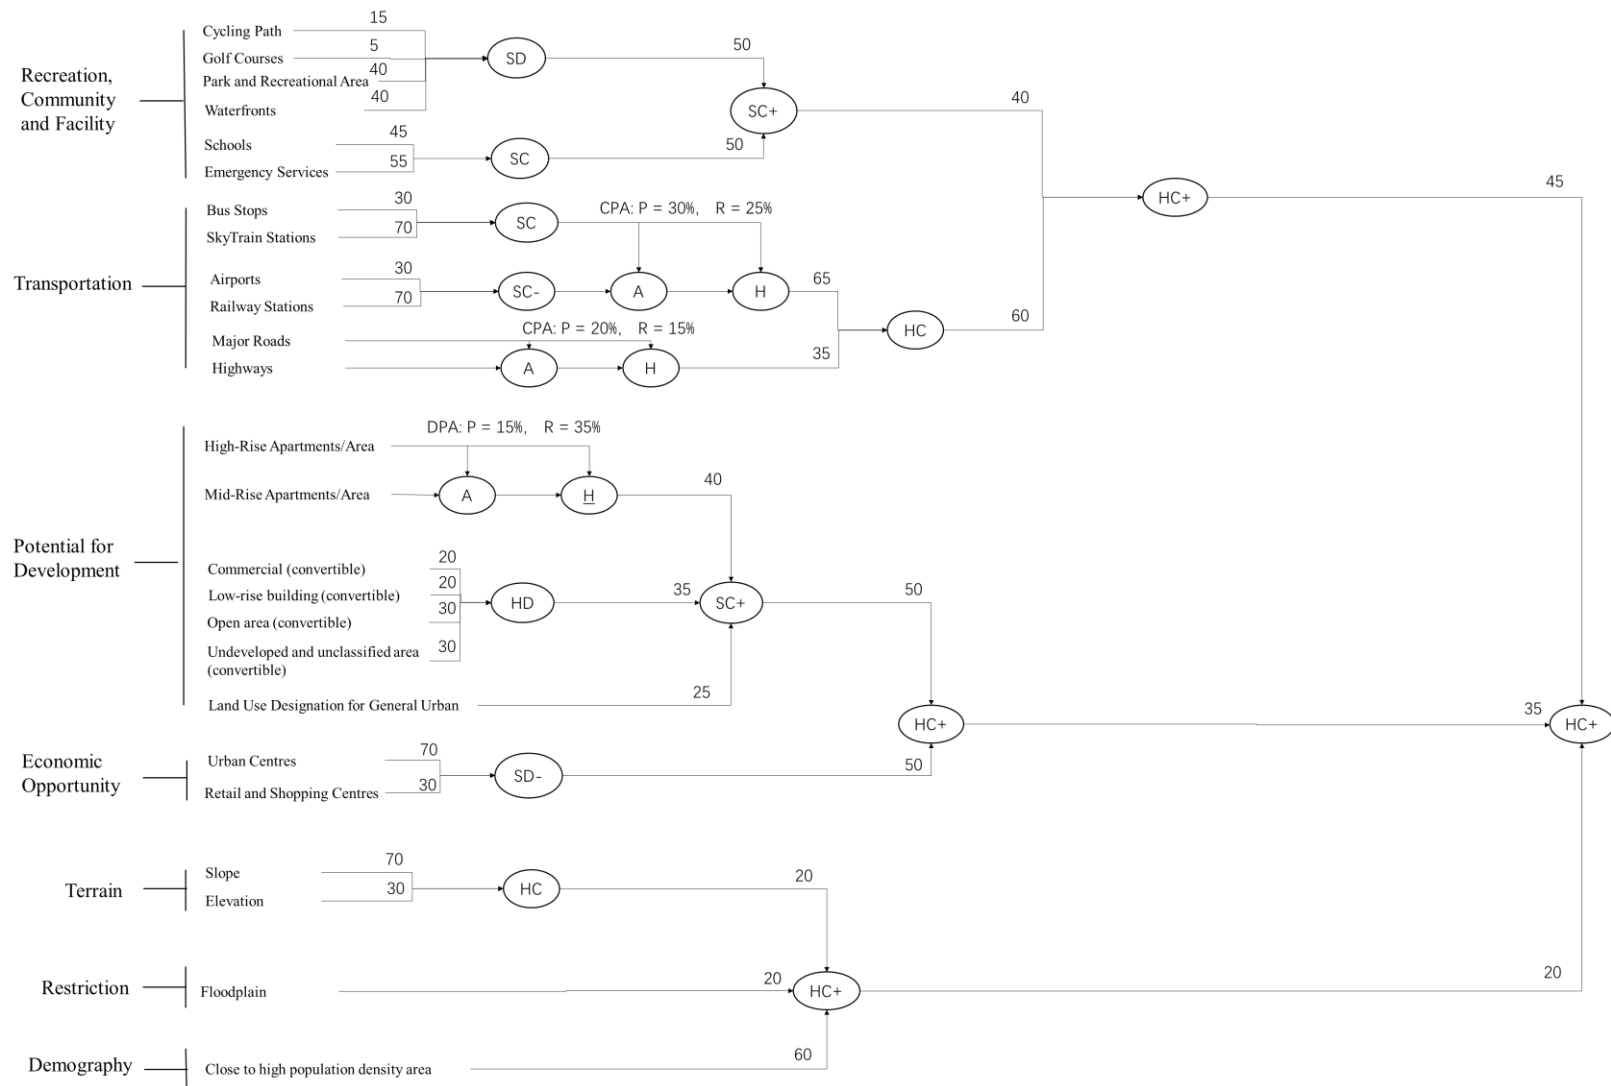 Recreation,
Community
and Facility
Cycling Path
15
Golf Courses
5
Park and Recreational Area
40
Waterfronts
40
SD
50
SC+
40
Schools
45
Emergency Services
55
SC
50
Transportation
Bus Stops
30
SkyTrain Stations
70
SC
CPA: P = 30%, R = 25%
Airports
30
Railway Stations
70
SC-
A
H
65
Major Roads
Highways
CPA: P = 20%, R = 15%
A
H
35
HC
60
HC+
45
Potential for
Development
High-Rise Apartments/Area
DPA: P = 15%, R = 35%
Mid-Rise Apartments/Area
A
H
40
Commercial (convertible)
20
Low-rise building (convertible)
20
Open area (convertible)
30
Undeveloped and unclassified area
(convertible)
30
HD
35
SC+
50
Land Use Designation for General Urban
25
HC+
35
HC+
Economic
Opportunity
Urban Centres
70
Retail and Shopping Centres
30
SD-
50
Terrain
Slope
70
Elevation
30
HC
20
Restriction
Floodplain
20
HC+
20
Demography
Close to high population density area
60